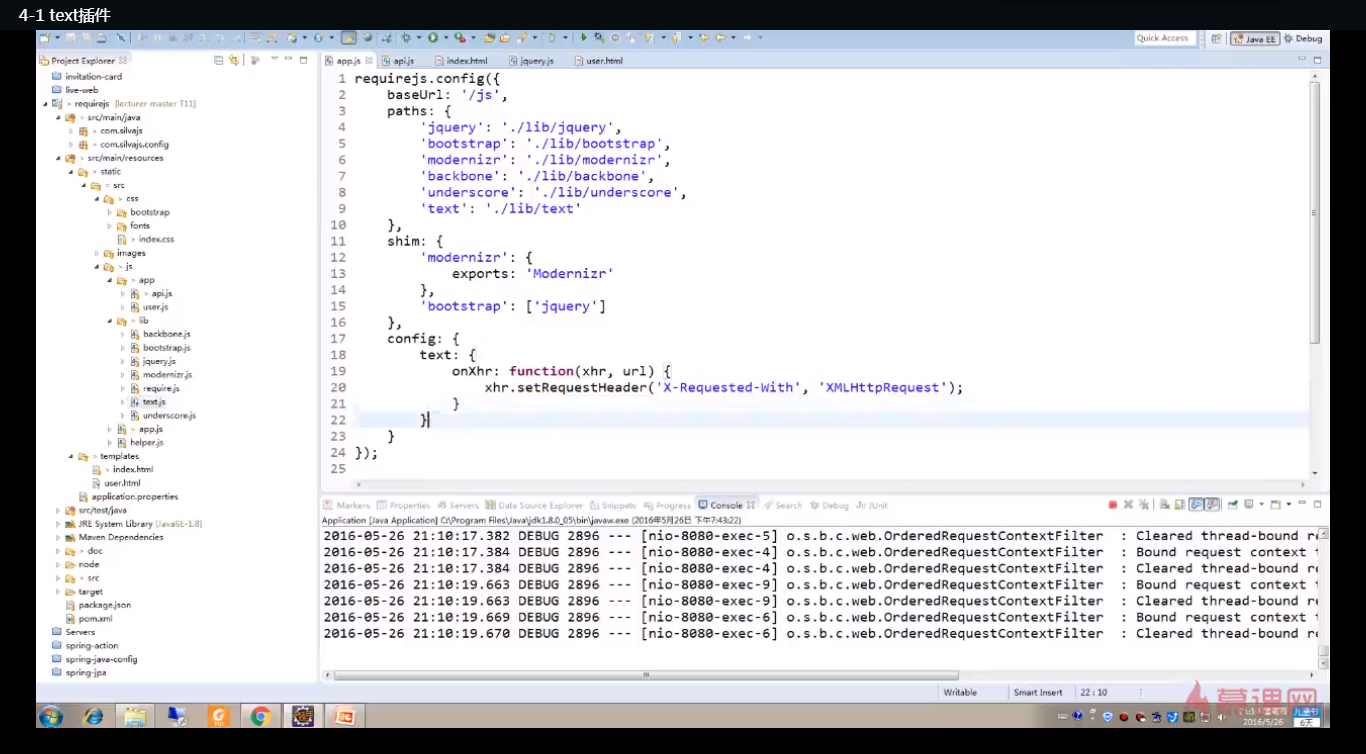 4-1 text插件
Quick Access
Java EE
Debug
Project Explorer
app.js
api.js
index.html
jquery.js
user.html
invitation-card
live-web
> requirejs [lecturer master ↑11]
> src/main/java
> com.silvajs
> com.silvajs.config
> src/main/resources
> static
> src
> css
bootstrap
fonts
> index.css
images
> js
> app
> api.js
user.js
> lib
backbone.js
bootstrap.js
jquery.js
modernizr.js
require.js
text.js
underscore.js
> app.js
helper.js
> templates
> index.html
user.html
application.properties
src/test/java
JRE System Library [JavaSE-1.8]
Maven Dependencies
> doc
node
> src
target
package.json
pom.xml
Servers
spring-action
spring-java-config
spring-jpa
1 requirejs.config({
2 baseUrl: '/js',
3 paths: {
4 'jquery': './lib/jquery',
5 'bootstrap': './lib/bootstrap',
6 'modernizr': './lib/modernizr',
7 'backbone': './lib/backbone',
8 'underscore': './lib/underscore',
9 'text': './lib/text'
10 },
11 shim: {
12 'modernizr': {
13 exports: 'Modernizr'
14 },
15 'bootstrap': ['jquery']
16 },
17 config: {
18 text: {
19 onXhr: function(xhr, url) {
20 xhr.setRequestHeader('X-Requested-With', 'XMLHttpRequest');
21 }
22 }
23 }
24 });
25
Markers
Properties
Servers
Data Source Explorer
Snippets
Progress
Console
Search
Debug
JUnit
Application [Java Application] C:\Program Files\Java\jdk1.8.0_05\bin\javaw.exe (2016年5月26日 下午7:43:22)
2016-05-26 21:10:17.382 DEBUG 2896 --- [nio-8080-exec-5] o.s.b.c.web.OrderedRequestContextFilter : Cleared thread-bound re
2016-05-26 21:10:17.384 DEBUG 2896 --- [nio-8080-exec-4] o.s.b.c.web.OrderedRequestContextFilter : Bound request context
2016-05-26 21:10:17.384 DEBUG 2896 --- [nio-8080-exec-4] o.s.b.c.web.OrderedRequestContextFilter : Cleared thread-bound re
2016-05-26 21:10:19.663 DEBUG 2896 --- [nio-8080-exec-9] o.s.b.c.web.OrderedRequestContextFilter : Bound request context
2016-05-26 21:10:19.663 DEBUG 2896 --- [nio-8080-exec-9] o.s.b.c.web.OrderedRequestContextFilter : Cleared thread-bound re
2016-05-26 21:10:19.669 DEBUG 2896 --- [nio-8080-exec-6] o.s.b.c.web.OrderedRequestContextFilter : Bound request context
2016-05-26 21:10:19.670 DEBUG 2896 --- [nio-8080-exec-6] o.s.b.c.web.OrderedRequestContextFilter : Cleared thread-bound re
Writable
Smart Insert
22 : 10
慕课网
2016/5/26
6天